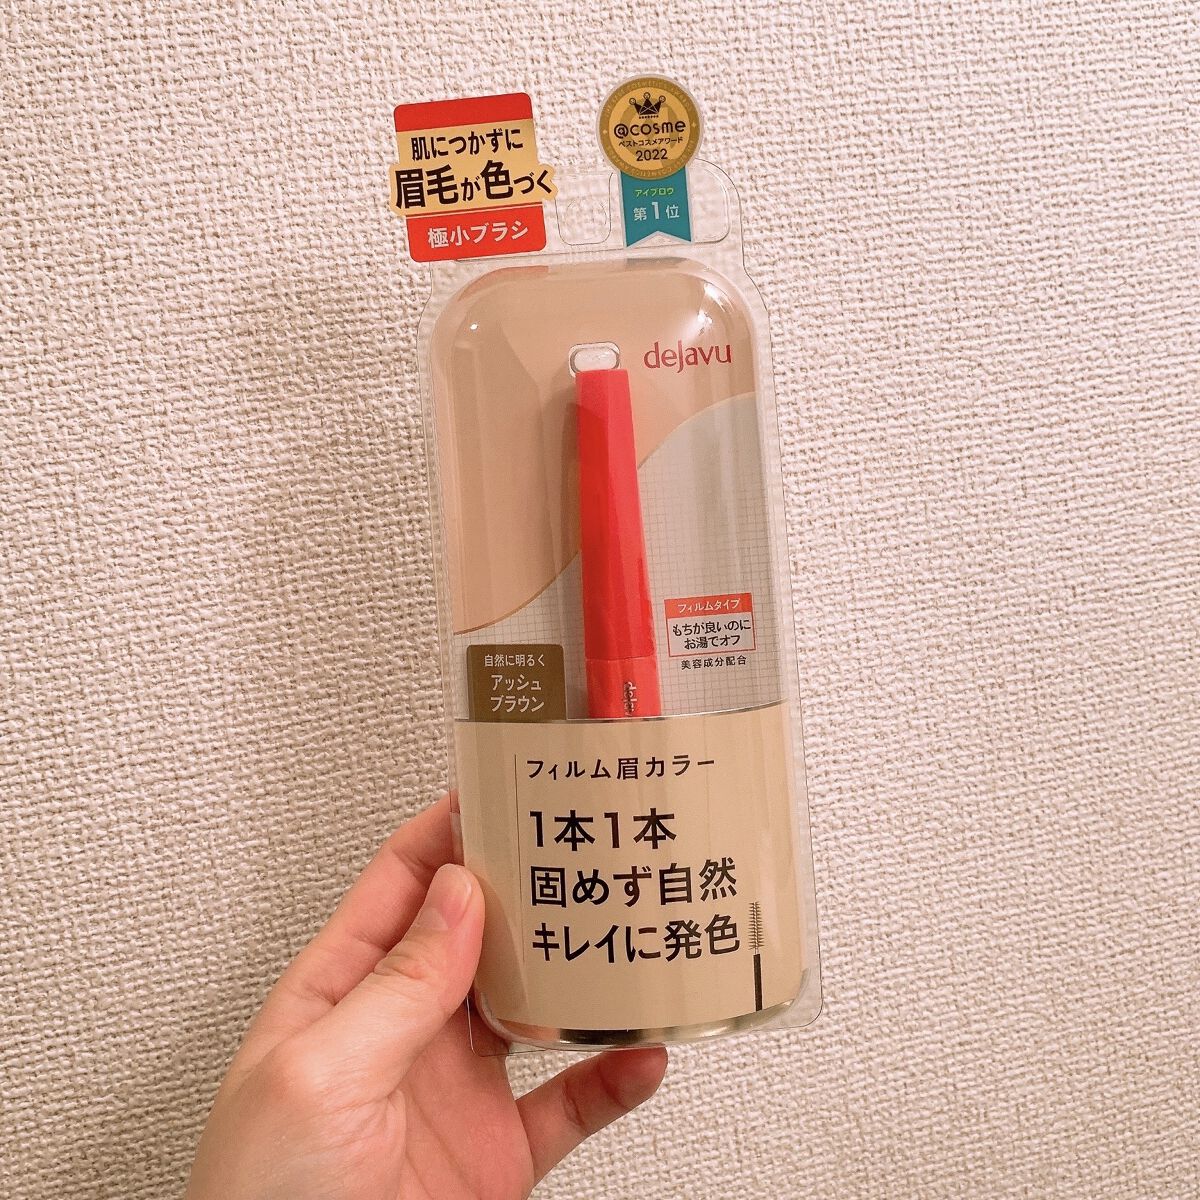 肌につかずに
眉毛が色づく
極小ブラシ
@cosme
ベストコスメアワード
2022
アイブロウ
第1位
dejavu
フィルムタイプ
もちが良いのに
お湯でオフ
美容成分配合
自然に明るく
アッシュ
ブラウン
フィルム眉カラー
1本1本
固めず自然
キレイに発色